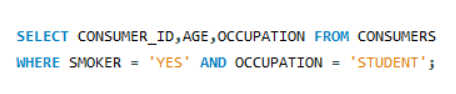 SELECT CONSUMER_ID,AGE,OCCUPATION FROM CONSUMERS
WHERE SMOKER = 'YES' AND OCCUPATION = 'STUDENT';